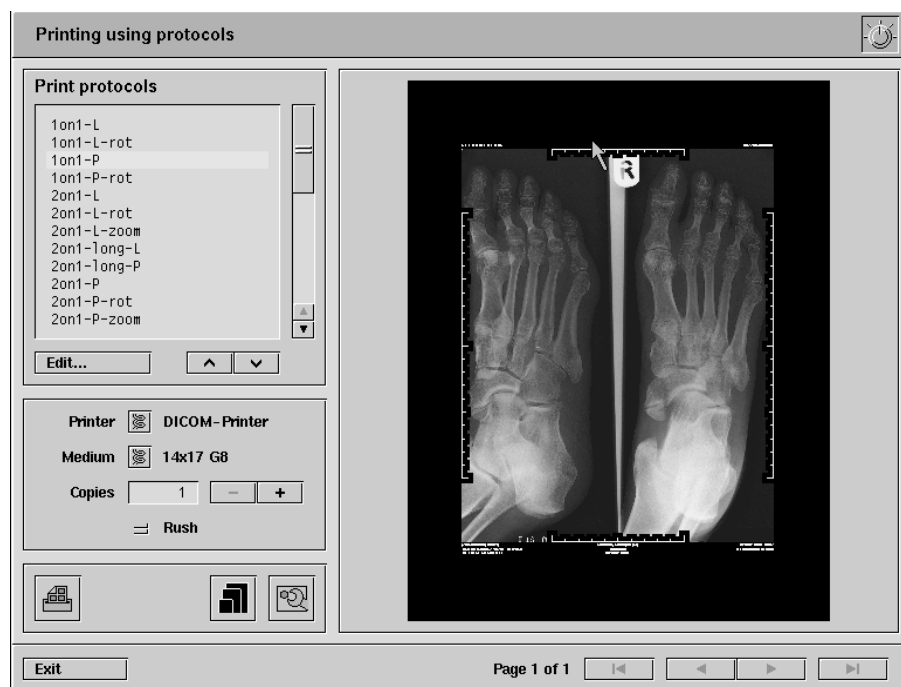 Printing using protocols
Print protocols
1on1-L
1on1-L-rot
1on1-P
1on1-P-rot
2on1-L
2on1-L-rot
2on1-L-zoom
2on1-long-L
2on1-long-P
2on1-P
2on1-P-rot
2on1-P-zoom
Edit...
Printer DICOM-Printer
Medium 14x17 G8
Copies 1 - +
Rush
R
Exit
Page 1 of 1